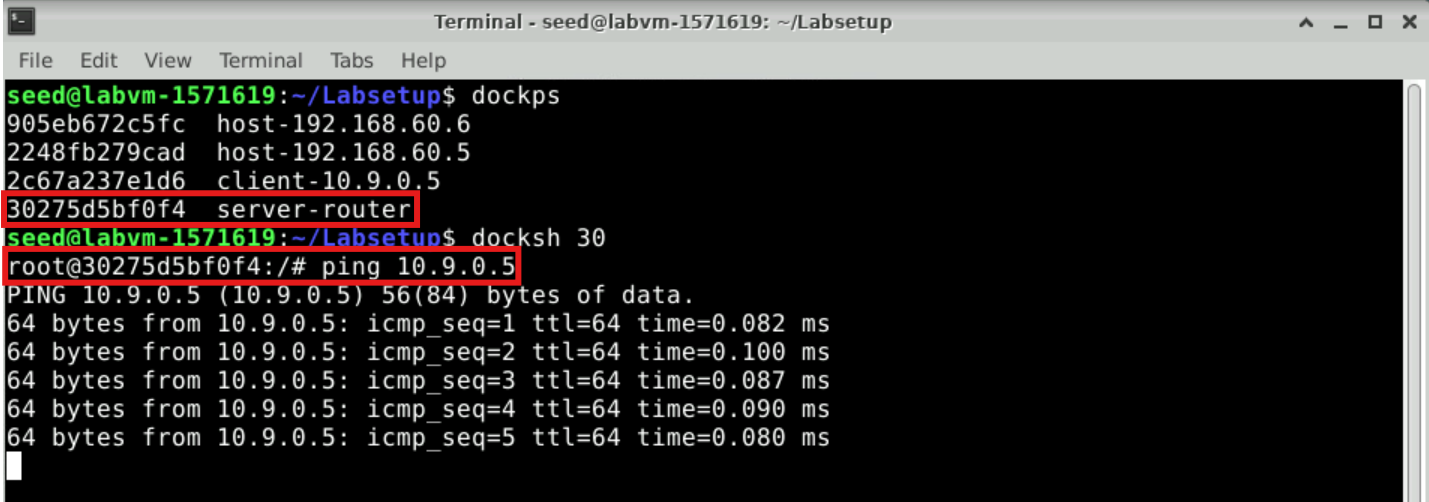 Terminal - seed@labvm-1571619: ~/Labsetup
File Edit View Terminal Tabs Help
seed@labvm-1571619:~/Labsetup$ dockps
905eb672c5fc  host-192.168.60.6
2248fb279cad  host-192.168.60.5
2c67a237e1d6  client-10.9.0.5
30275d5bf0f4  server-router
seed@labvm-1571619:~/Labsetup$ docksh 30
root@30275d5bf0f4:/# ping 10.9.0.5
PING 10.9.0.5 (10.9.0.5) 56(84) bytes of data.
64 bytes from 10.9.0.5: icmp_seq=1 ttl=64 time=0.082 ms
64 bytes from 10.9.0.5: icmp_seq=2 ttl=64 time=0.100 ms
64 bytes from 10.9.0.5: icmp_seq=3 ttl=64 time=0.087 ms
64 bytes from 10.9.0.5: icmp_seq=4 ttl=64 time=0.090 ms
64 bytes from 10.9.0.5: icmp_seq=5 ttl=64 time=0.080 ms